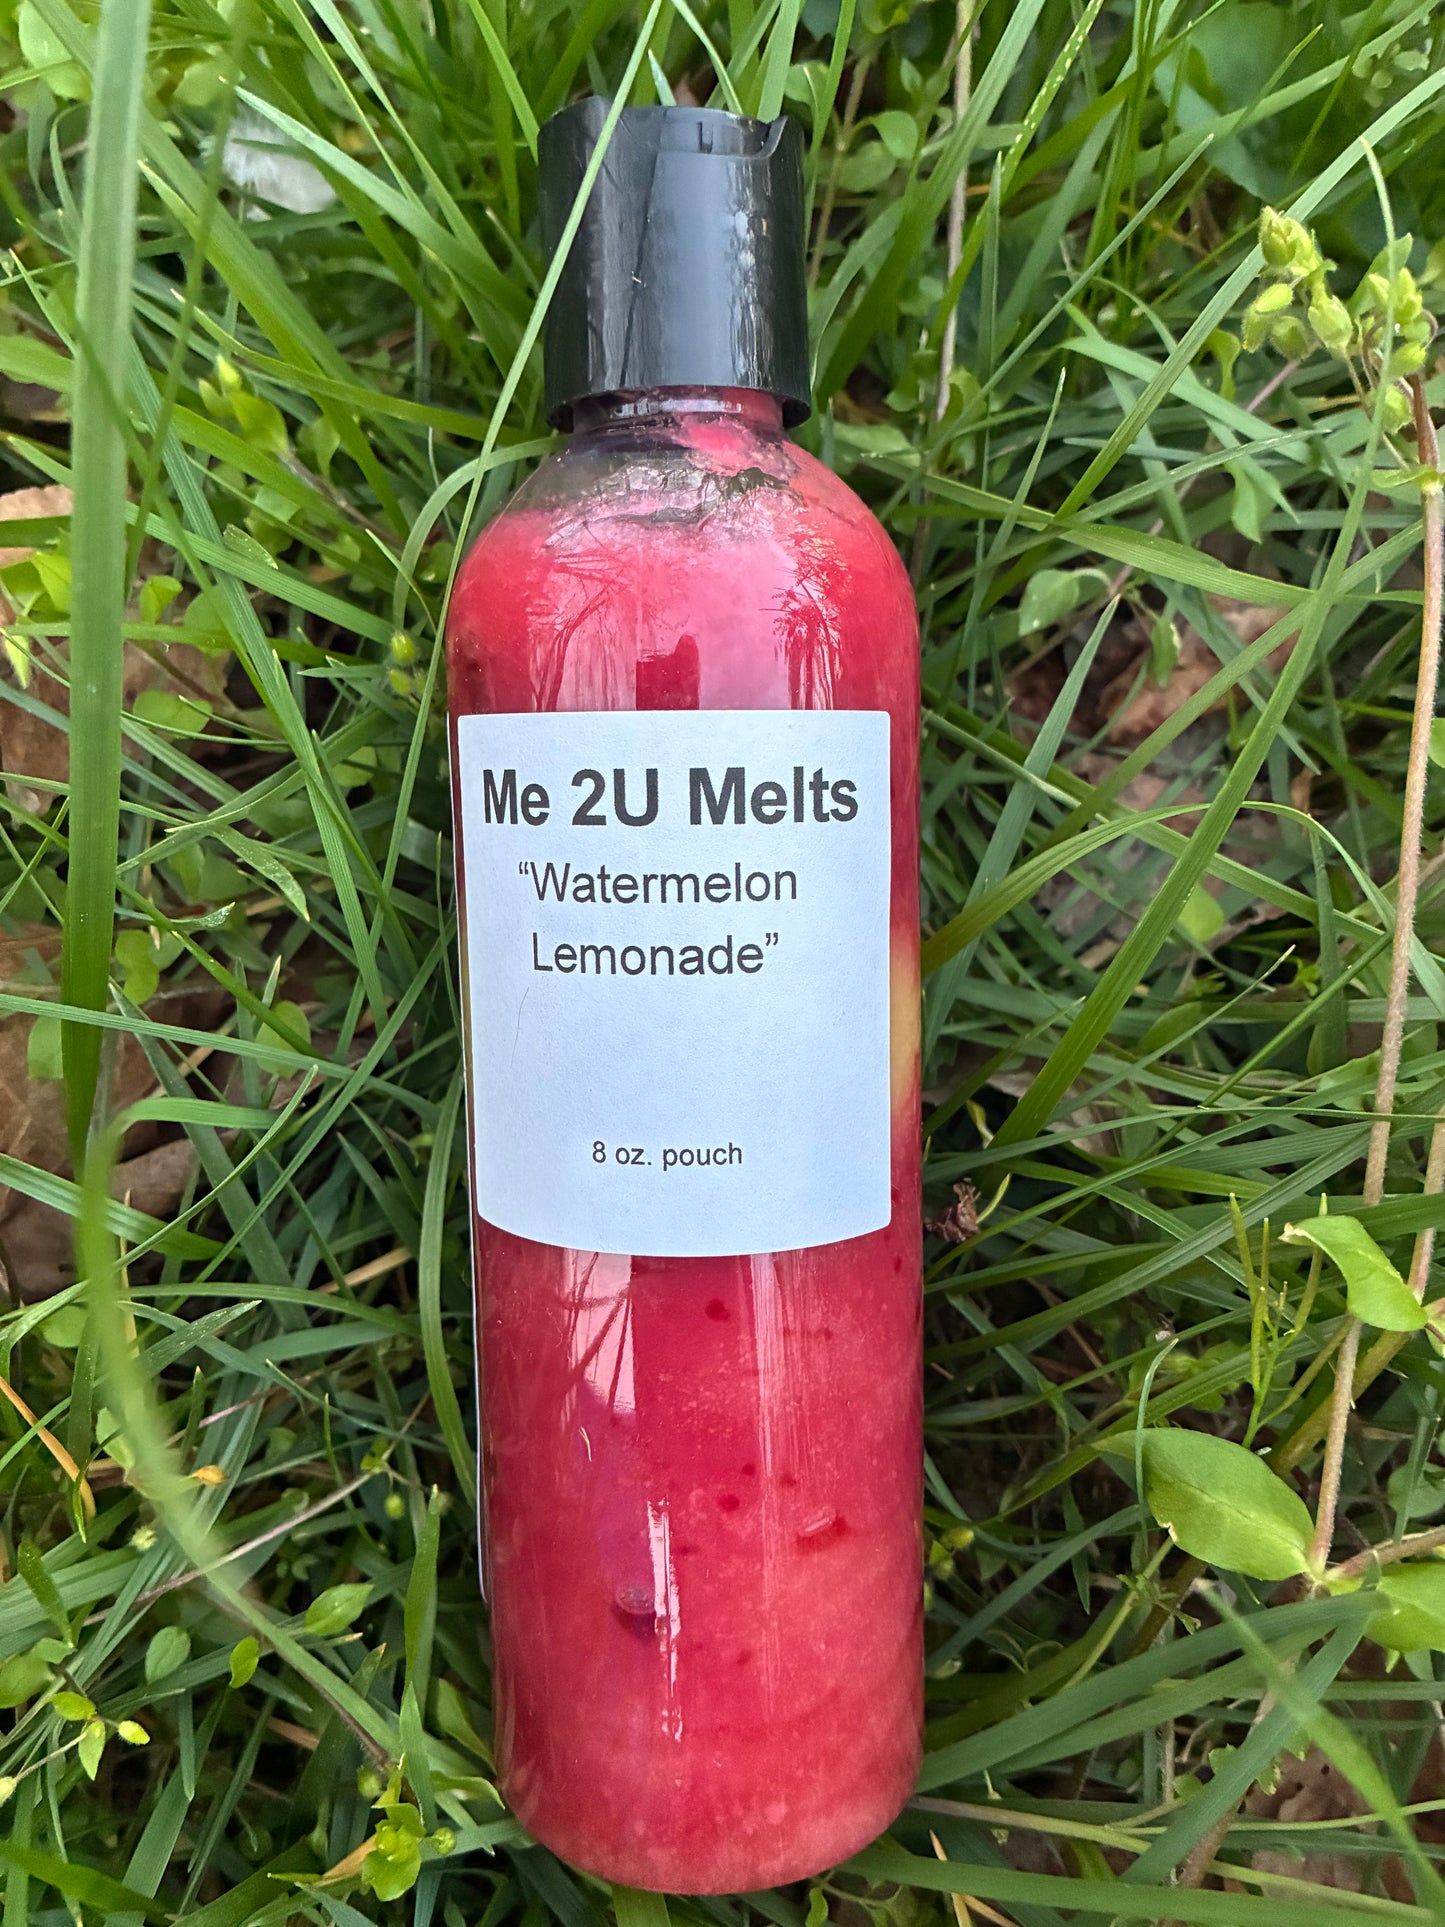 Me 2U Melts
“Watermelon
Lemonade”
8 oz. pouch